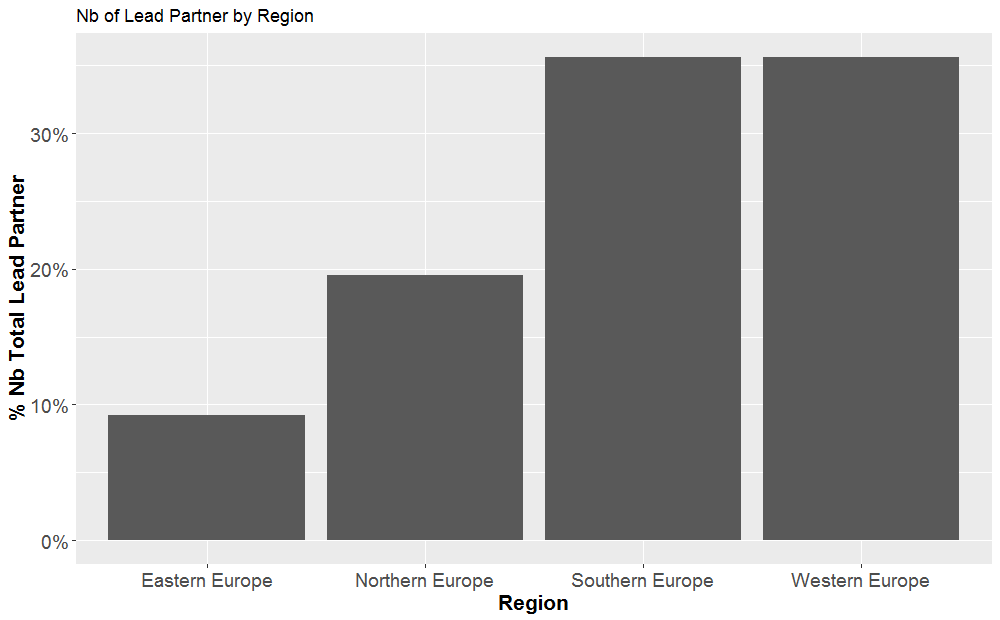 Nb of Lead Partner by Region
% Nb Total Lead Partner
30%
20%
10%
0%
Eastern Europe Northern Europe Southern Europe Western Europe
Region